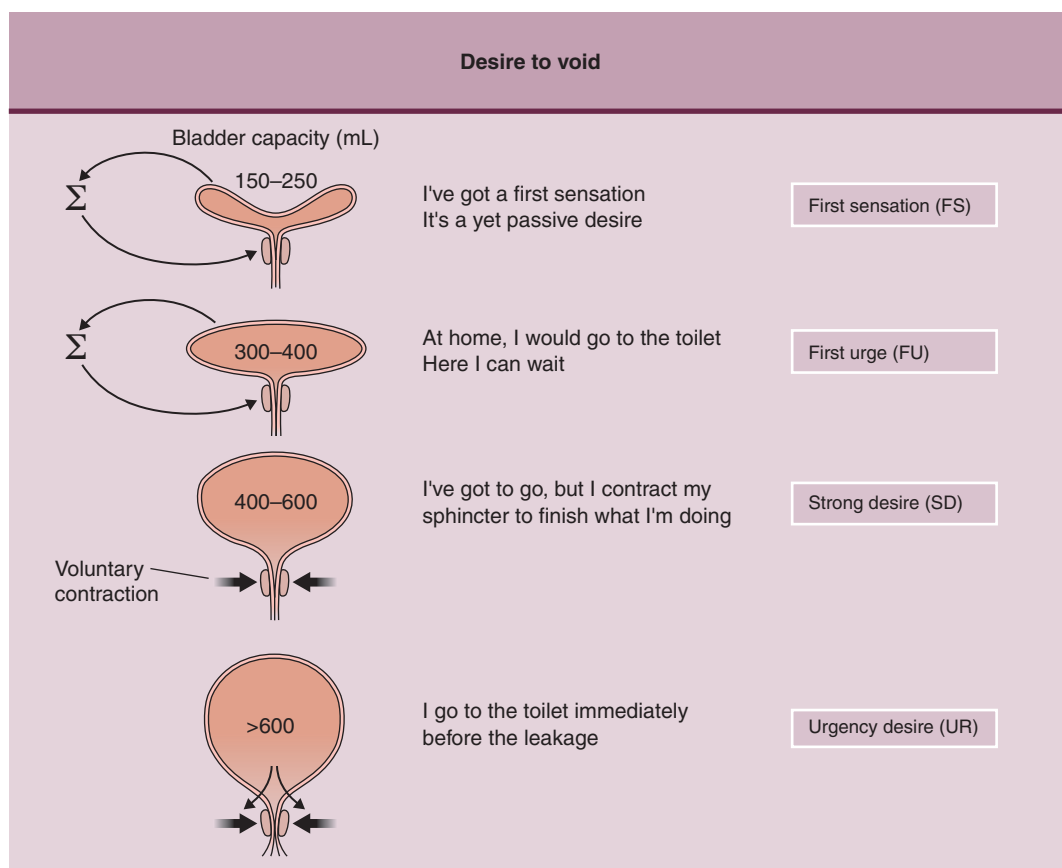 Desire to void
Bladder capacity (mL)
Σ
150–250
I've got a first sensation
It's a yet passive desire
First sensation (FS)
Σ
300–400
At home, I would go to the toilet
Here I can wait
First urge (FU)
400–600
I've got to go, but I contract my
sphincter to finish what I'm doing
Strong desire (SD)
Voluntary
contraction
>600
I go to the toilet immediately
before the leakage
Urgency desire (UR)